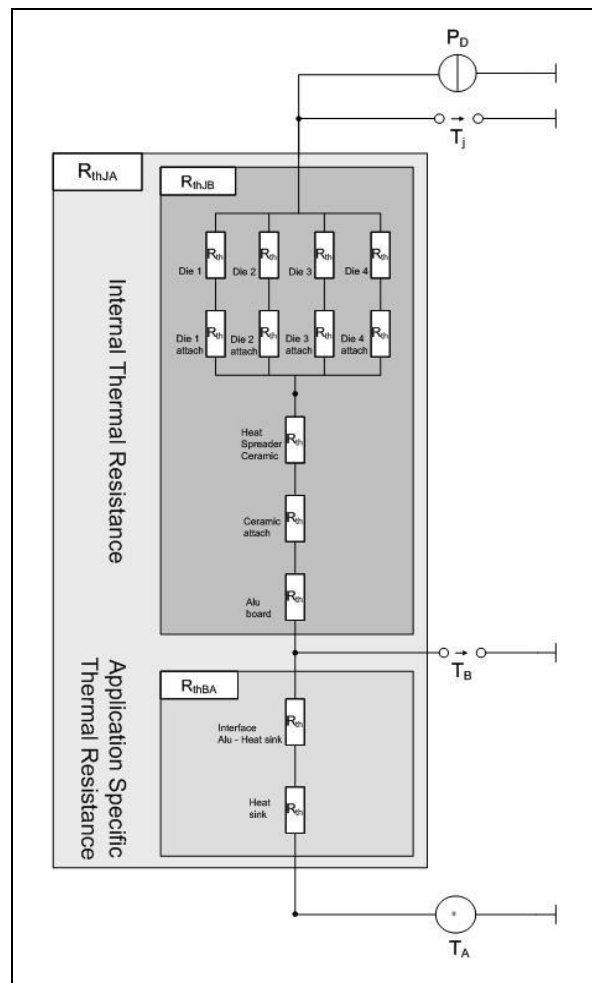 P_D
T_j
R_thJA
R_thJB
R_th R_th R_th R_th
Die 1 Die 2 Die 3 Die 4
R_th R_th R_th R_th
Die 1 Die 2 Die 3 Die 4
attach attach attach attach
Internal Thermal Resistance
Heat
Spreader
Ceramic
R_th
Ceramic
attach
R_th
Alu
board
R_th
T_B
Application Specific
Thermal Resistance
R_thBA
Interface
Alu - Heat sink
R_th
Heat
sink
R_th
T_A